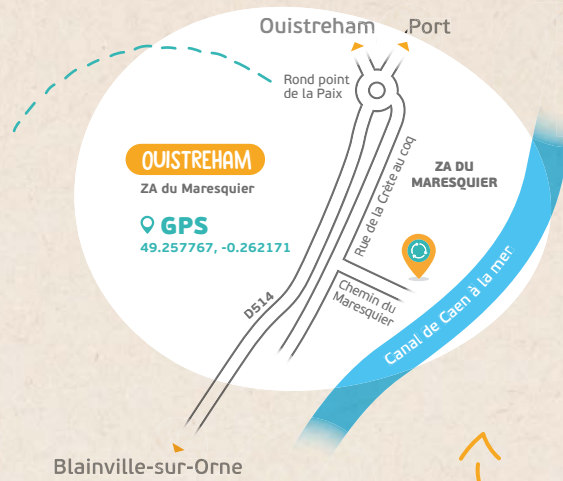 Ouistreham
Port
Rond point
de la Paix
OUISTREHAM
ZA du Maresquier
GPS
49.257767, -0.262171
ZA DU
MARESQUIER
Rue de la Crète au coq
Chemin du
Maresquier
D514
Canal de Caen à la mer
Blainville-sur-Orne